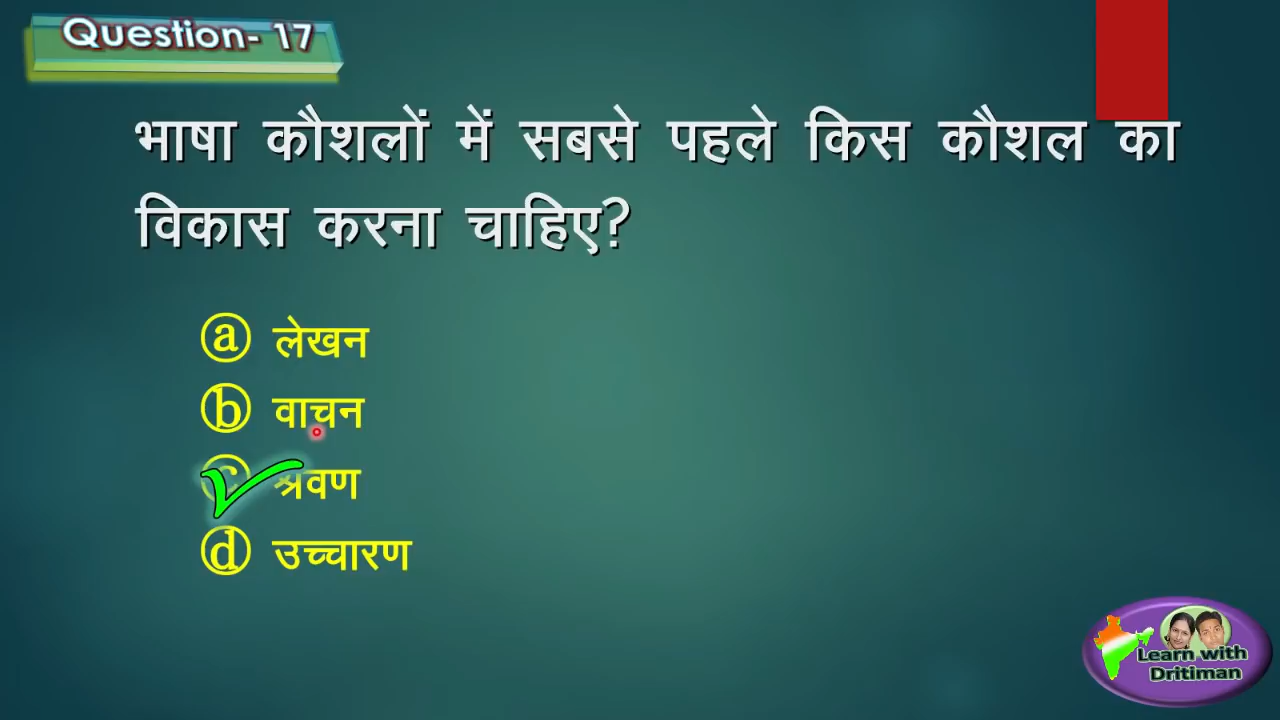 Question- 17
भाषा कौशलों में सबसे पहले किस कौशल का
विकास करना चाहिए?
ⓐ लेखन
ⓑ वाचन
ⓒ श्रवण
ⓓ उच्चारण
Learn with
Dritiman